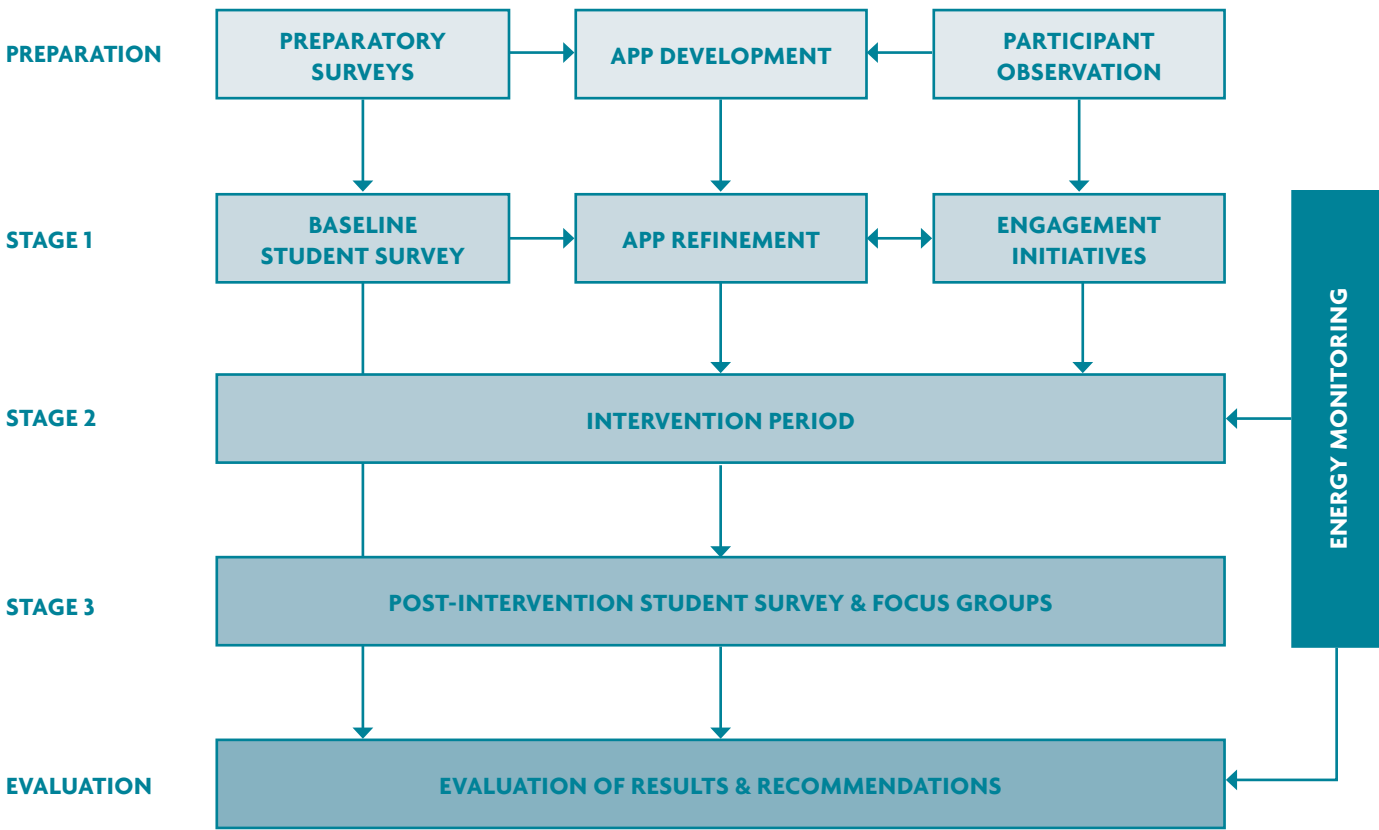 PREPARATION
PREPARATORY
SURVEYS
APP DEVELOPMENT
PARTICIPANT
OBSERVATION
STAGE 1
BASELINE
STUDENT SURVEY
APP REFINEMENT
ENGAGEMENT
INITIATIVES
ENERGY MONITORING
STAGE 2
INTERVENTION PERIOD
STAGE 3
POST-INTERVENTION STUDENT SURVEY & FOCUS GROUPS
EVALUATION
EVALUATION OF RESULTS & RECOMMENDATIONS